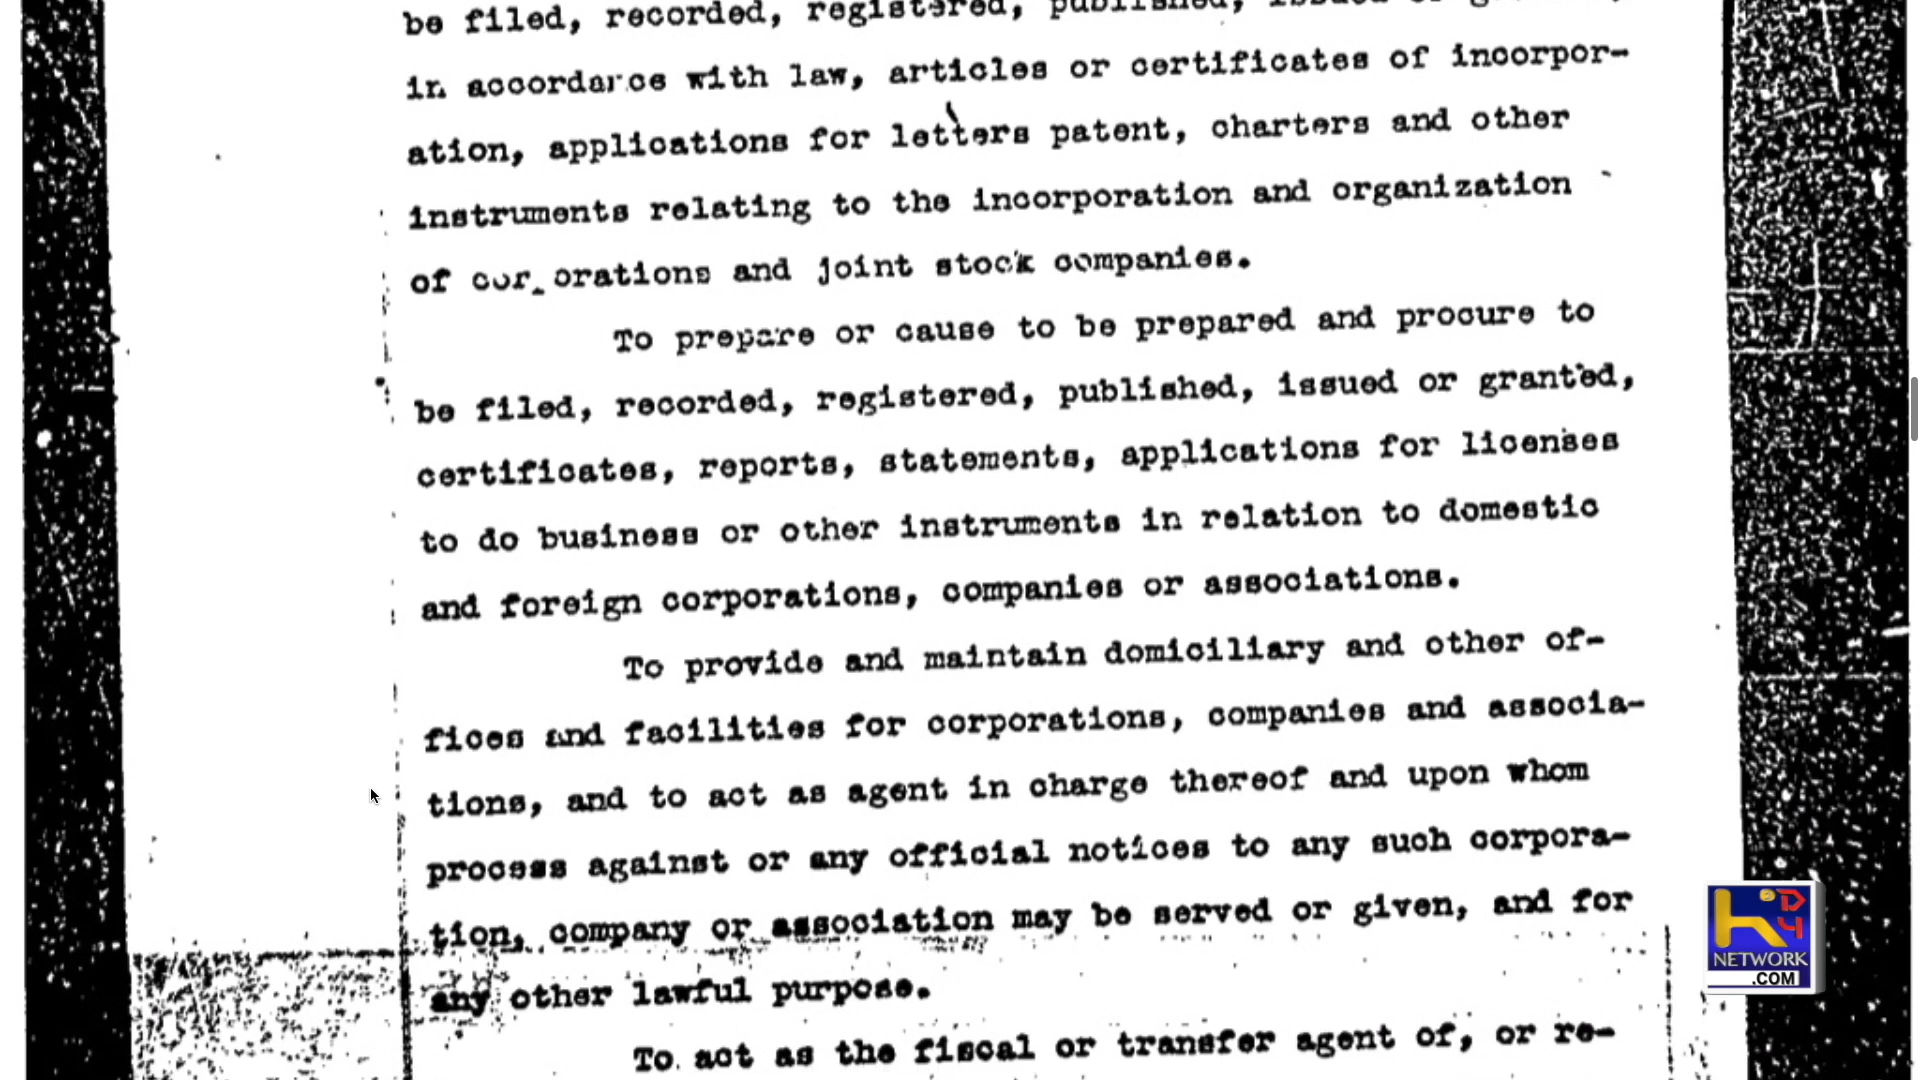 be filed, recorded, registered, published,
in accordance with law, articles or certificates of incorpor-
ation, applications for letters patent, charters and other
instruments relating to the incorporation and organization
of cor_orations and joint stock companies.
To prepare or cause to be prepared and procure to
be filed, recorded, registered, published, issued or granted,
certificates, reports, statements, applications for licenses
to do business or other instruments in relation to domestic
and foreign corporations, companies or associations.
To provide and maintain domiciliary and other of-
fices and facilities for corporations, companies and associa-
tions, and to act as agent in charge thereof and upon whom
process against or any official notices to any such corpora-
tion, company or association may be served or given, and for
any other lawful purpose.
To act as the fiscal or transfer agent of, or re-
K D4
NETWORK
.COM